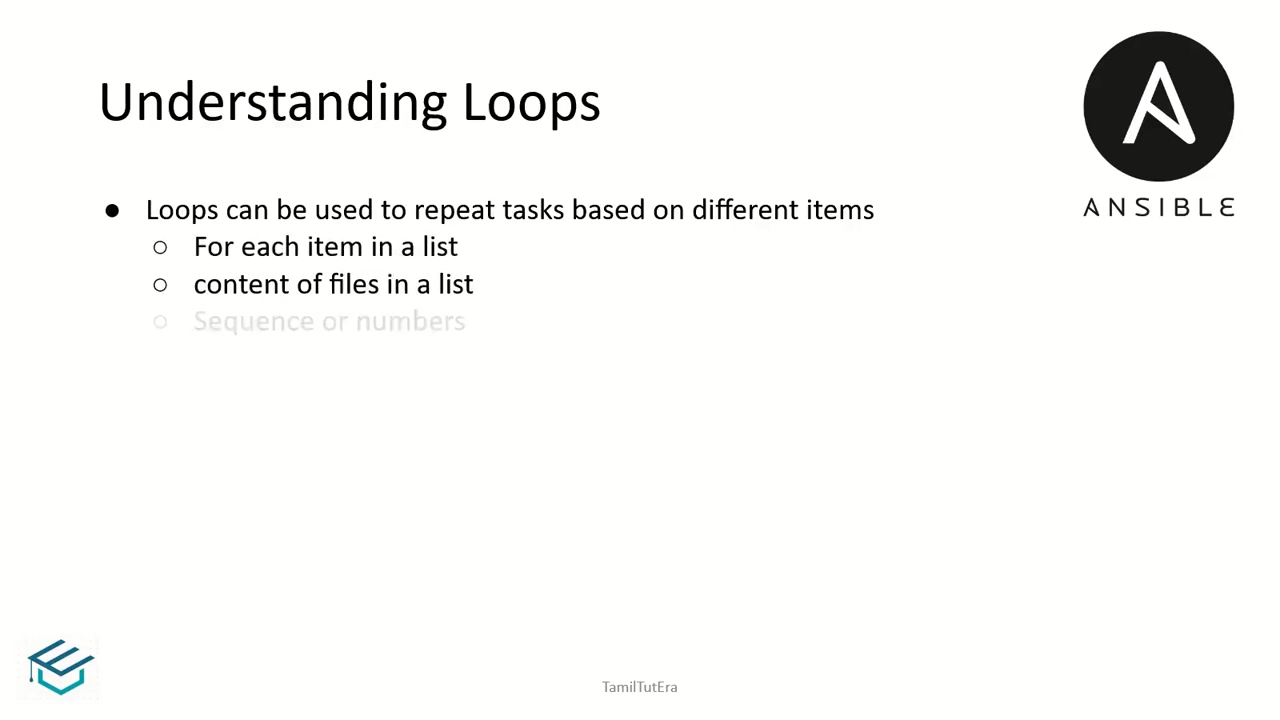 Understanding Loops
ANSIBLE
● Loops can be used to repeat tasks based on different items
○ For each item in a list
○ content of files in a list
○ Sequence or numbers
TamilTutEra